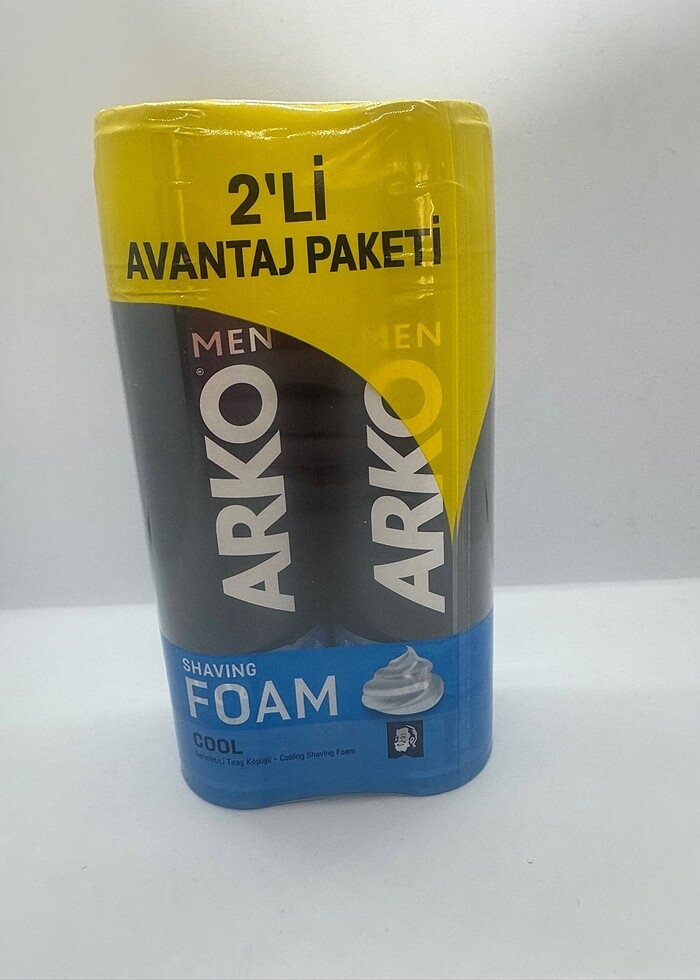 2'Lİ
AVANTAJ PAKETİ
MEN
ARKO
®
MEN
ARKO
SHAVING
FOAM
COOL
Serinletici Tıraş Köpüğü - Cooling Shaving Foam